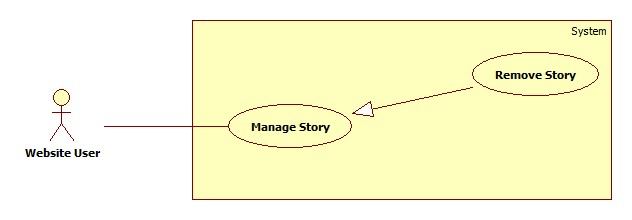 System
Remove Story
Manage Story
Website User